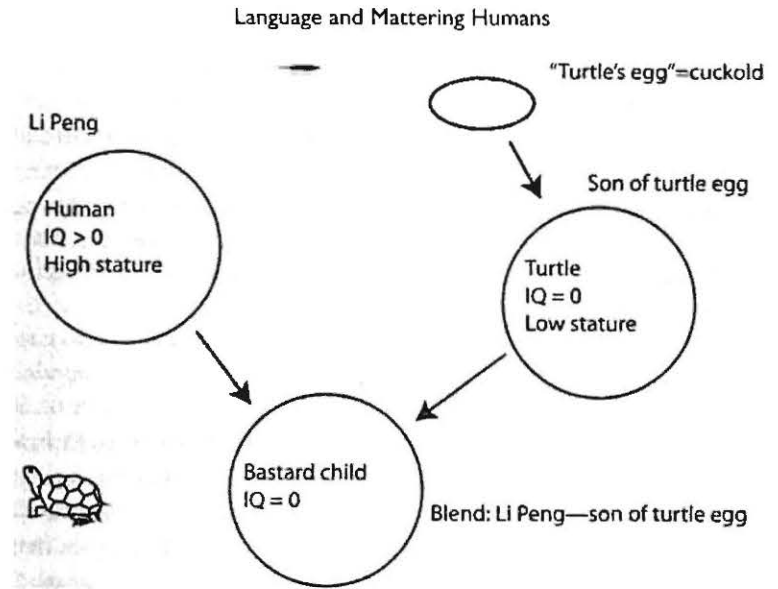 Language and Mattering Humans
"Turtle's egg"=cuckold
Li Peng
Son of turtle egg
Human
IQ > 0
High stature
Turtle
IQ = 0
Low stature
Bastard child
IQ = 0
Blend: Li Peng—son of turtle egg